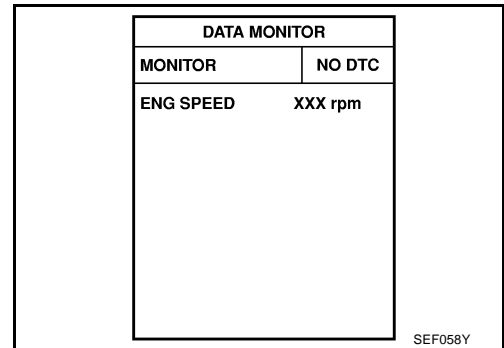 DATA MONITOR
MONITOR NO DTC
ENG SPEED XXX rpm
SEF058Y